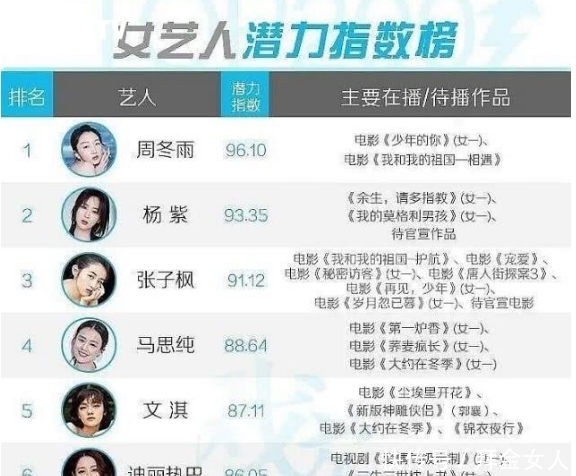 女艺人潜力指数榜
排名 艺人 潜力指数 主要在播/待播作品
1 周冬雨 96.10 电影《少年的你》(女一)、
电影《我和我的祖国—相遇》
2 杨紫 93.35 《余生，请多指教》(女一)、
《我的莫格利男孩》(女一)、
待官宣作品
3 张子枫 91.12 电影《我和我的祖国—护航》、电影《宠爱》、
电影《秘密访客》(女一)、电影《唐人街探案3》、
电影《再见，少年》(女一)、
电影《岁月忽已暮》(女一)、待官宣电影
4 马思纯 88.64 电影《第一炉香》(女一)、
电影《荞麦疯长》(女一)、
电影《大约在冬季》(女一)
5 文淇 87.11 电影《尘埃里开花》、
《新版神雕侠侣》(郭襄)、
电影《大约在冬季》、《锦衣夜行》
6 迪丽热巴 86.05 电视剧